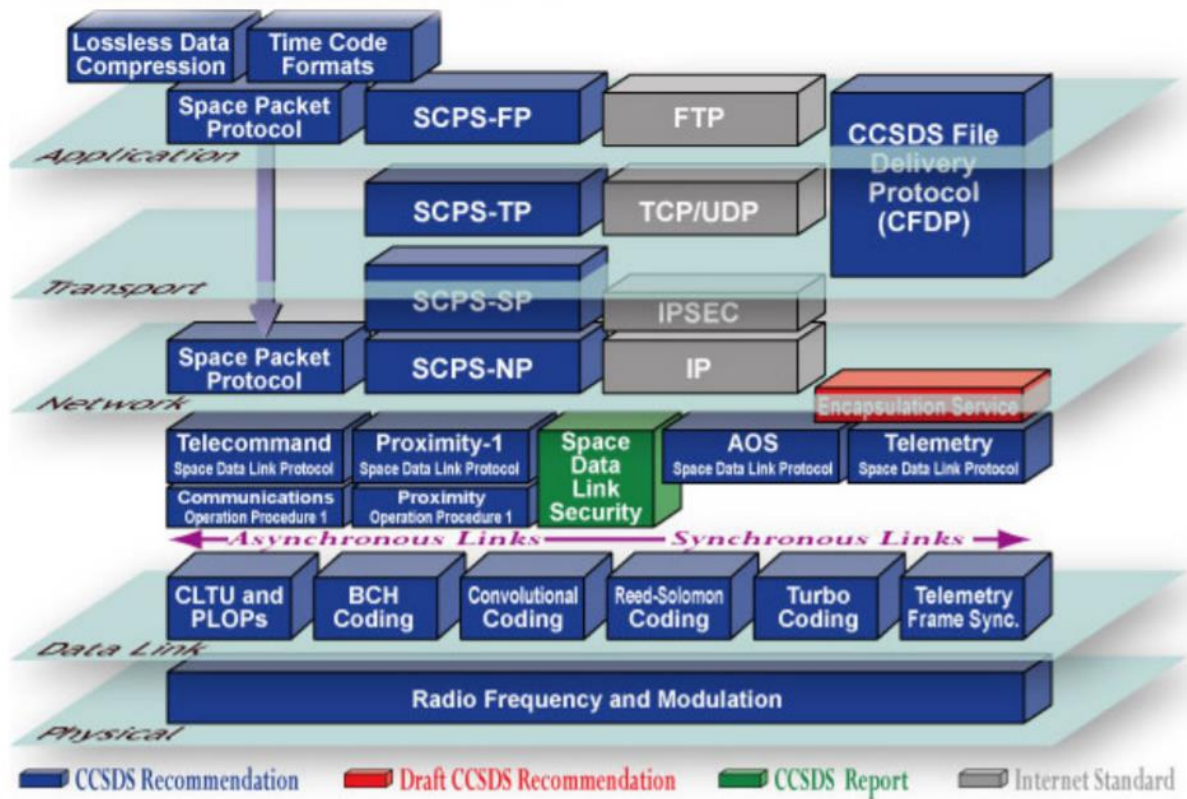 Lossless Data
Compression
Time Code
Formats
Space Packet
Protocol
SCPS-FP
FTP
CCSDS File
Delivery
Protocol
(CFDP)
Application
SCPS-TP
TCP/UDP
Transport
SCPS-SP
IPSEC
Space Packet
Protocol
SCPS-NP
IP
Network
Encapsulation Service
Telecommand
Space Data Link Protocol
Proximity-1
Space Data Link Protocol
Space
Data
Link
Security
AOS
Space Data Link Protocol
Telemetry
Space Data Link Protocol
Communications
Operation Procedure 1
Proximity
Operation Procedure 1
Asynchronous Links
Synchronous Links
CLTU and
PLOPs
BCH
Coding
Convolutional
Coding
Reed-Solomon
Coding
Turbo
Coding
Telemetry
Frame Sync.
Data Link
Radio Frequency and Modulation
Physical
CCSDS Recommendation
Draft CCSDS Recommendation
CCSDS Report
Internet Standard